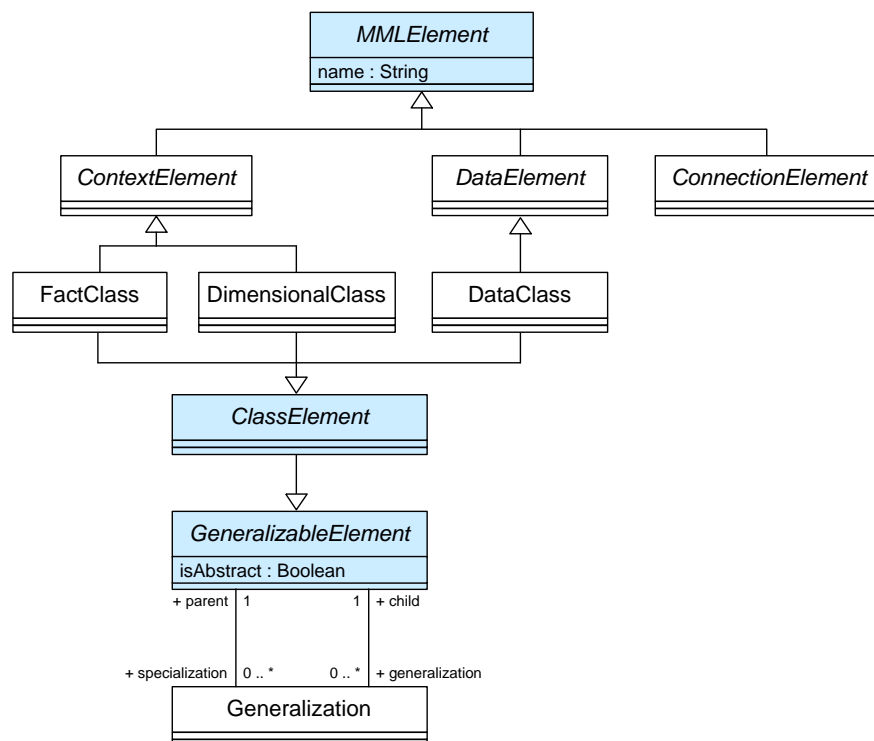 MMLElement
name : String
ContextElement
DataElement
ConnectionElement
FactClass
DimensionalClass
DataClass
ClassElement
GeneralizableElement
isAbstract : Boolean
+ parent 1 1 + child
+ specialization 0 .. * 0 .. * + generalization
Generalization